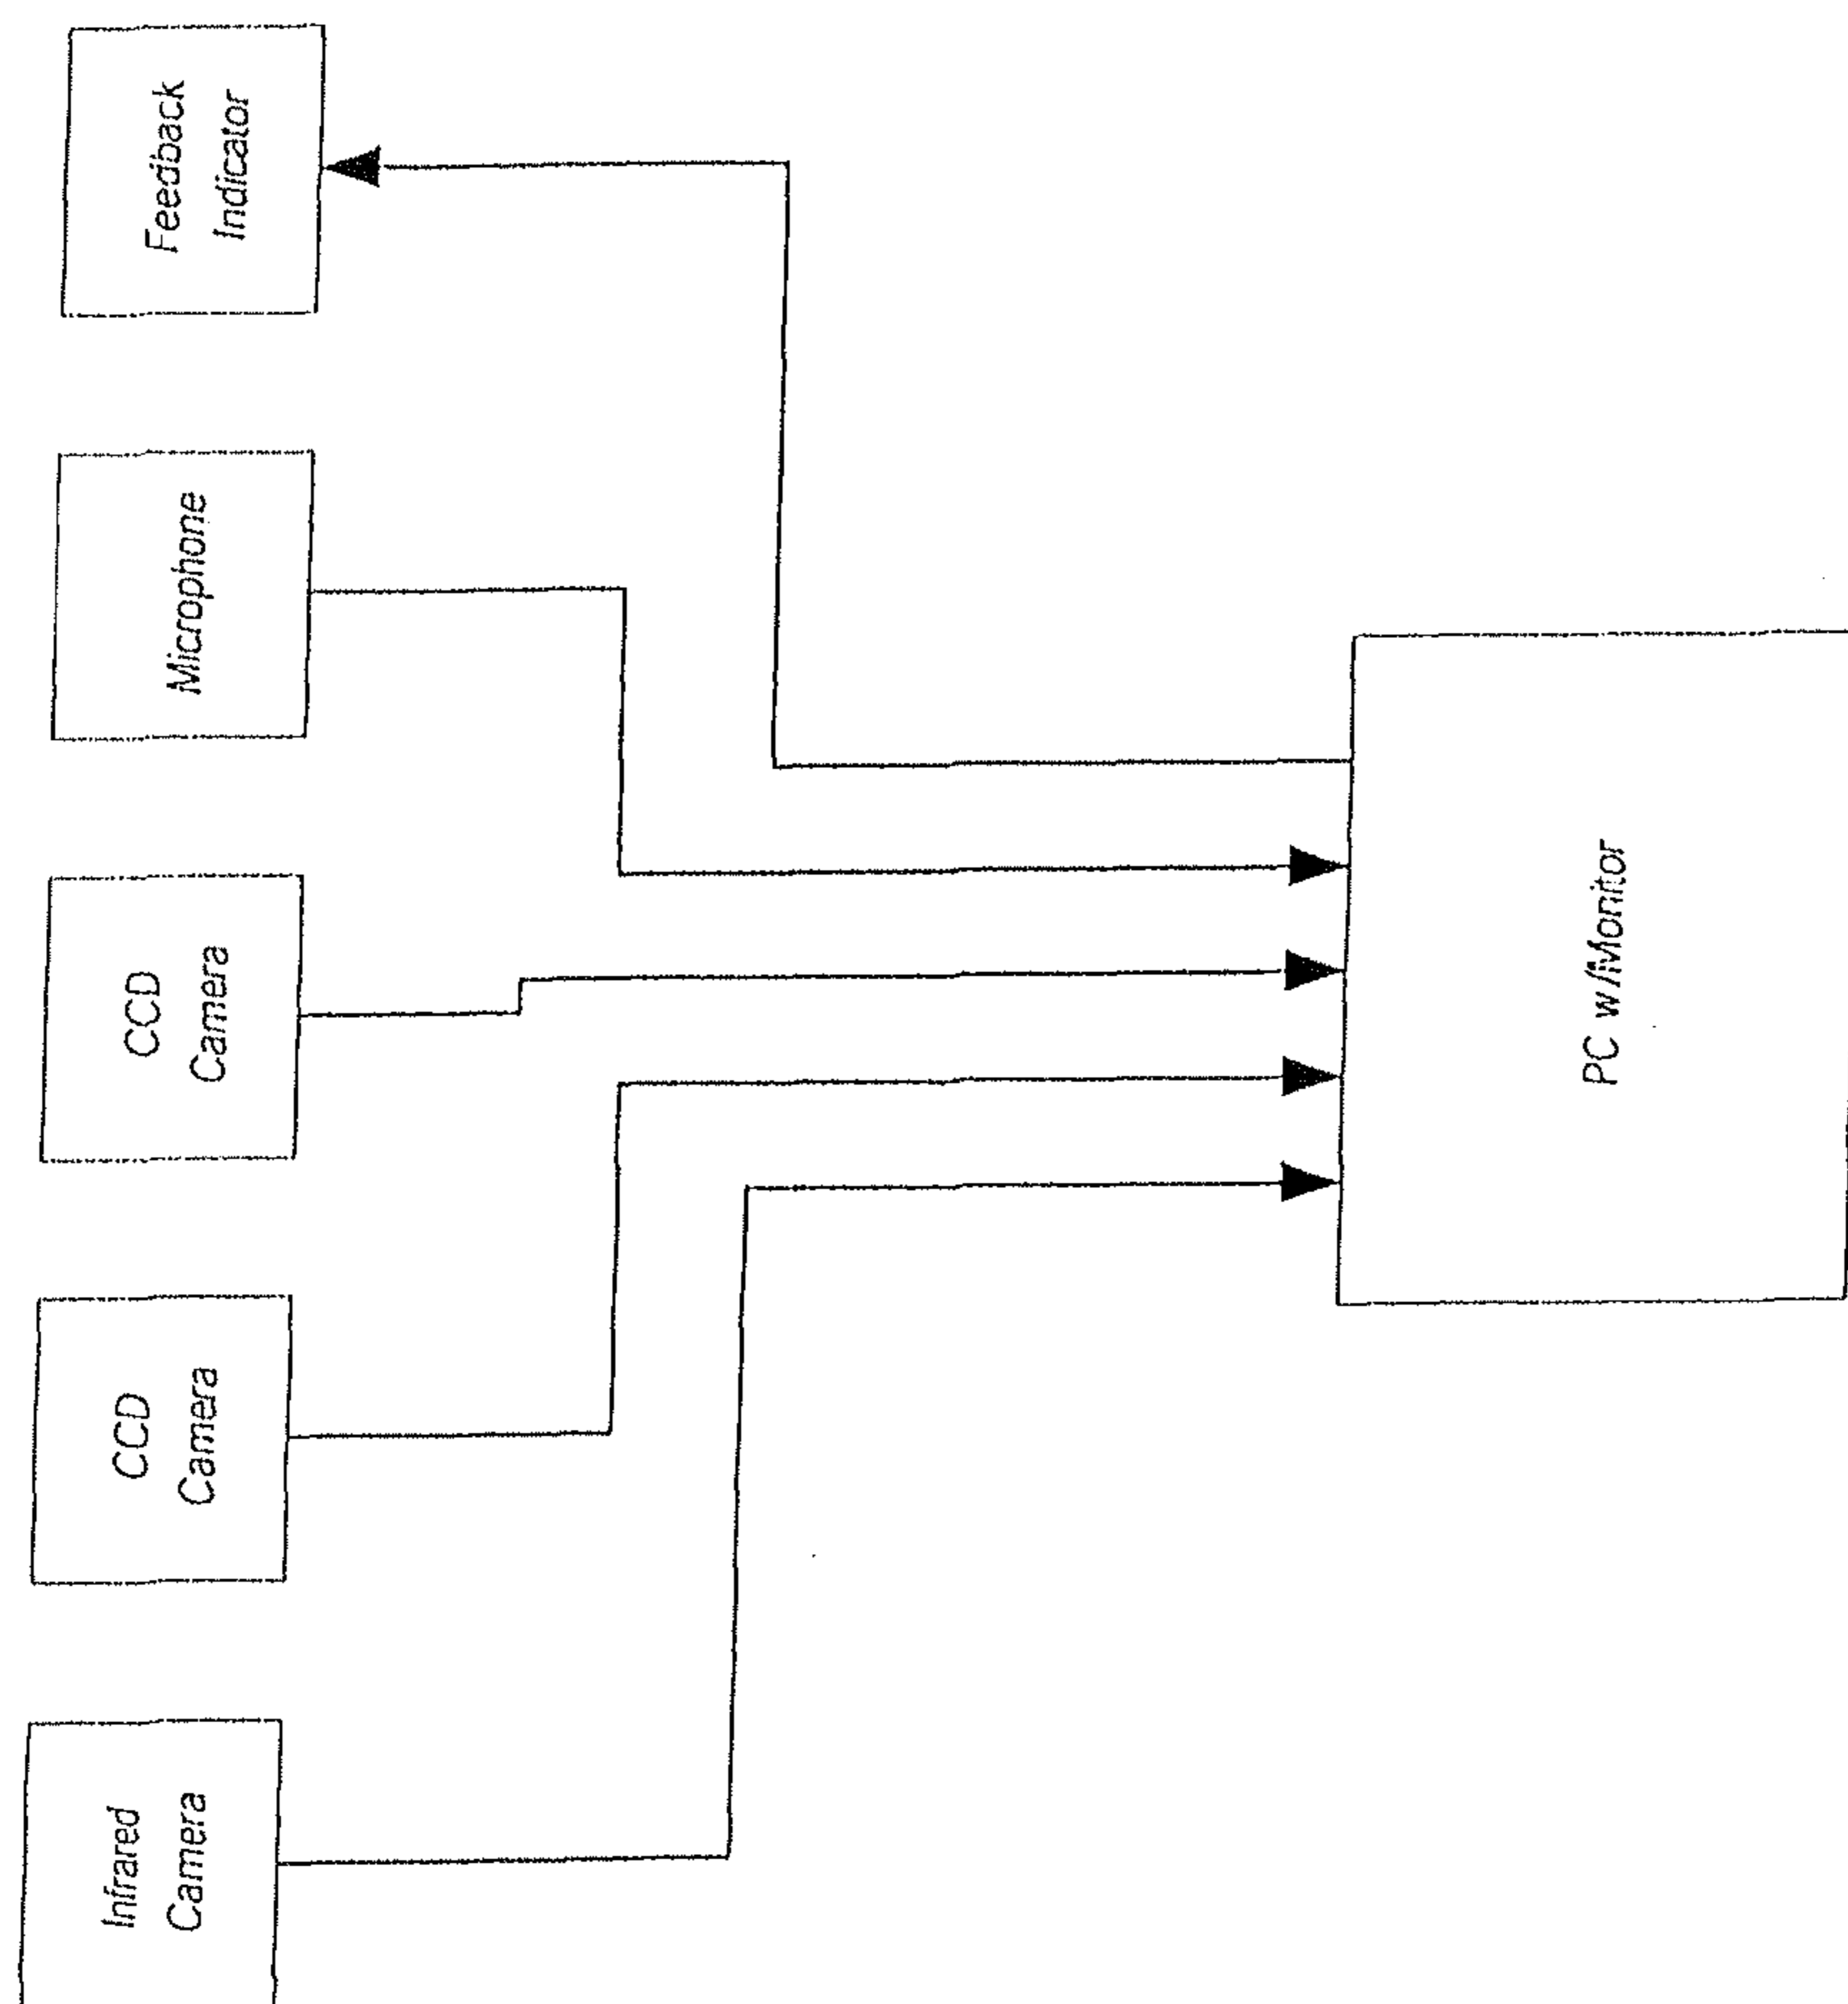 Infrared
Camera
CCD
Camera
CCD
Camera
Microphone
Feedback
Indicator
PC w/Monitor